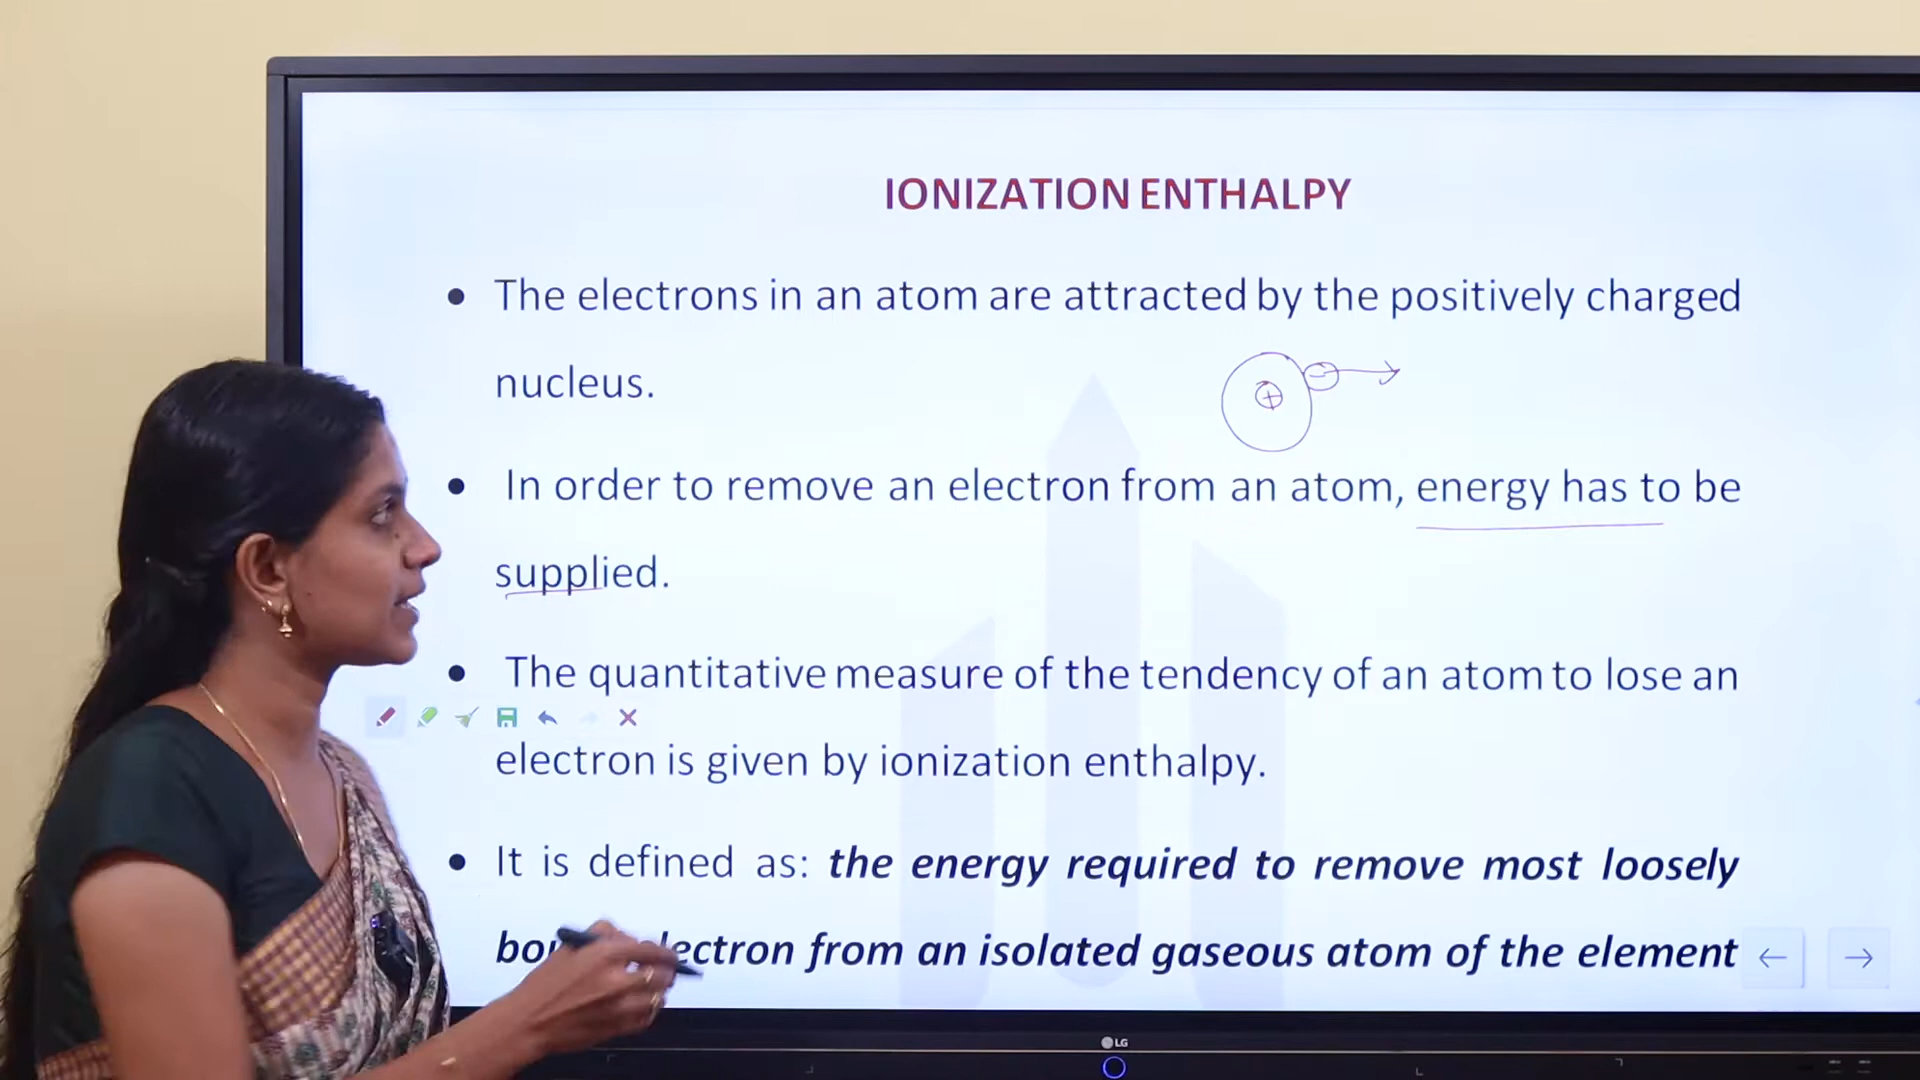 IONIZATION ENTHALPY
• The electrons in an atom are attracted by the positively charged
nucleus.
+
−
• In order to remove an electron from an atom, energy has to be
supplied.
• The quantitative measure of the tendency of an atom to lose an
electron is given by ionization enthalpy.
• It is defined as: the energy required to remove most loosely
electron from an isolated gaseous atom of the element
LG